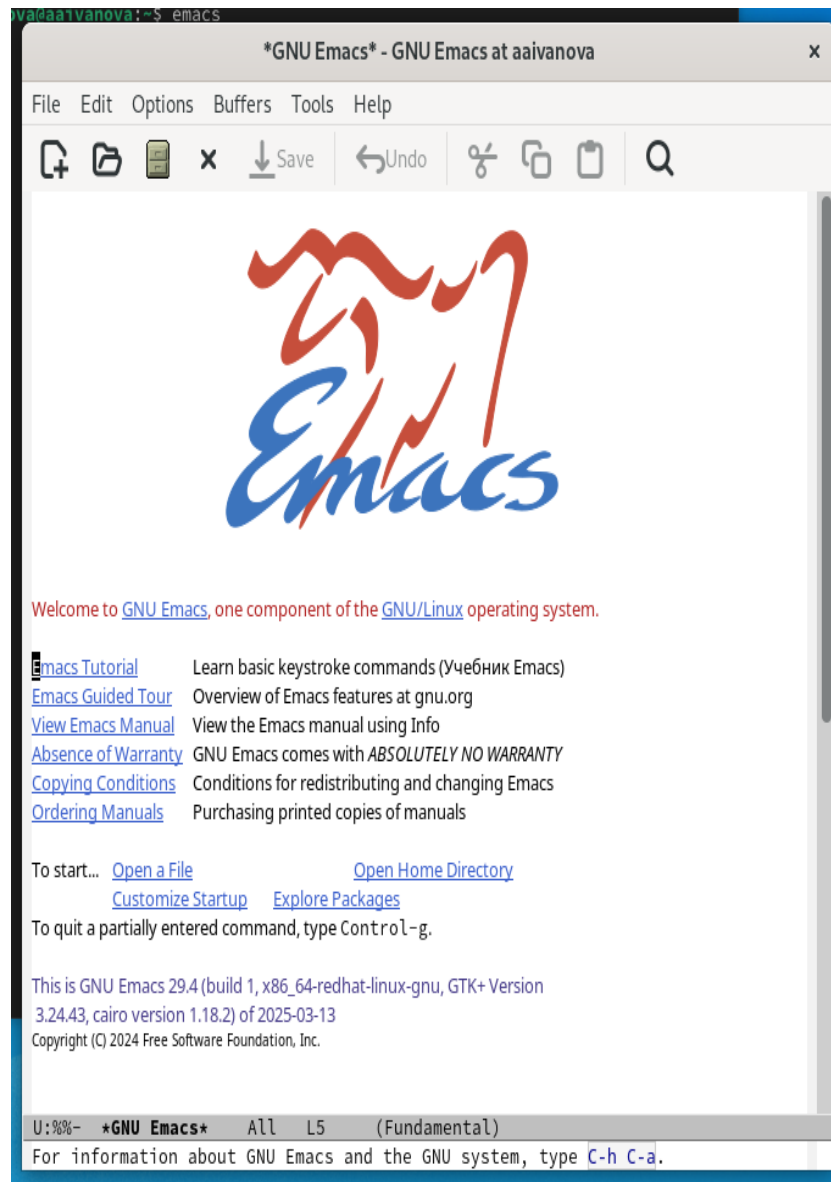 ova@aaivanova:~$ emacs
*GNU Emacs* - GNU Emacs at aaivanova
File Edit Options Buffers Tools Help
Save Undo
Emacs
Welcome to GNU Emacs, one component of the GNU/Linux operating system.
Emacs Tutorial Learn basic keystroke commands (Учебник Emacs)
Emacs Guided Tour Overview of Emacs features at gnu.org
View Emacs Manual View the Emacs manual using Info
Absence of Warranty GNU Emacs comes with ABSOLUTELY NO WARRANTY
Copying Conditions Conditions for redistributing and changing Emacs
Ordering Manuals Purchasing printed copies of manuals
To start... Open a File Open Home Directory
Customize Startup Explore Packages
To quit a partially entered command, type Control-g.
This is GNU Emacs 29.4 (build 1, x86_64-redhat-linux-gnu, GTK+ Version
3.24.43, cairo version 1.18.2) of 2025-03-13
Copyright (C) 2024 Free Software Foundation, Inc.
U:%%- *GNU Emacs* All L5 (Fundamental)
For information about GNU Emacs and the GNU system, type C-h C-a.